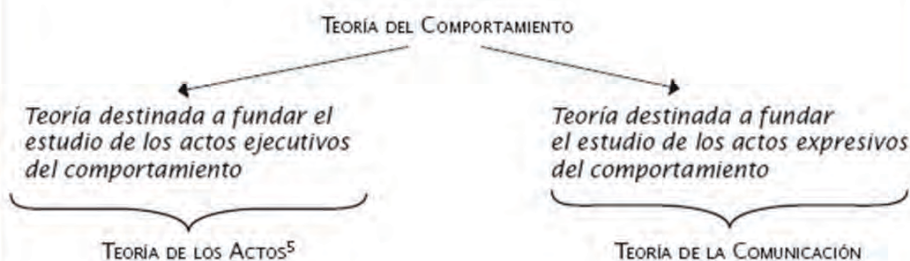 TEORÍA DEL COMPORTAMIENTO
Teoría destinada a fundar el
estudio de los actos ejecutivos
del comportamiento
TEORÍA DE LOS ACTOS⁵
Teoría destinada a fundar
el estudio de los actos expresivos
del comportamiento
TEORÍA DE LA COMUNICACIÓN